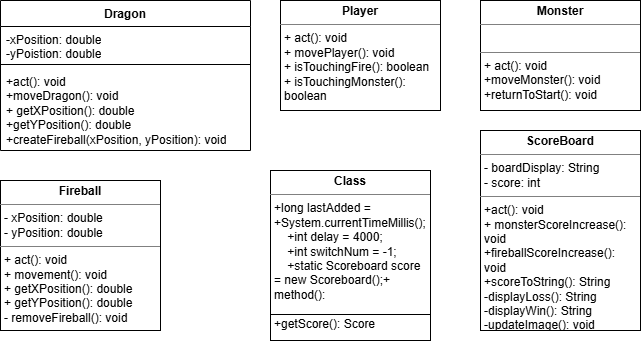 Dragon
-xPosition: double
-yPoistion: double
+act(): void
+moveDragon(): void
+ getXPosition(): double
+getYPosition(): double
+createFireball(xPosition, yPosition): void
Player
+ act(): void
+ movePlayer(): void
+ isTouchingFire(): boolean
+ isTouchingMonster():
boolean
Monster
+ act(): void
+moveMonster(): void
+returnToStart(): void
Fireball
- xPosition: double
- yPosition: double
+ act(): void
+ movement(): void
+ getXPosition(): double
+ getYPosition(): double
- removeFireball(): void
Class
+long lastAdded =
+System.currentTimeMillis();
+int delay = 4000;
+int switchNum = -1;
+static Scoreboard score
= new Scoreboard();+
method():
+getScore(): Score
ScoreBoard
- boardDisplay: String
- score: int
+act(): void
+ monsterScoreIncrease():
void
+fireballScoreIncrease():
void
+scoreToString(): String
-displayLoss(): String
-displayWin(): String
-updateImage(): void